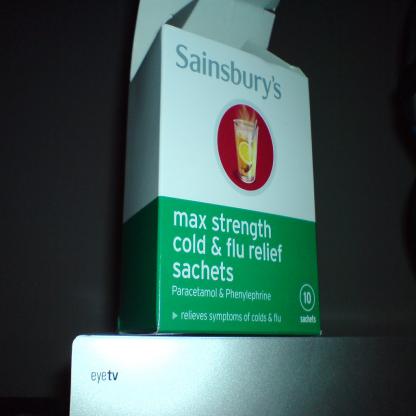 Sainsbury's
max strength
cold & flu relief
sachets
Paracetamol & Phenylephrine
10
sachets
▶ relieves symptoms of colds & flu
eyetv